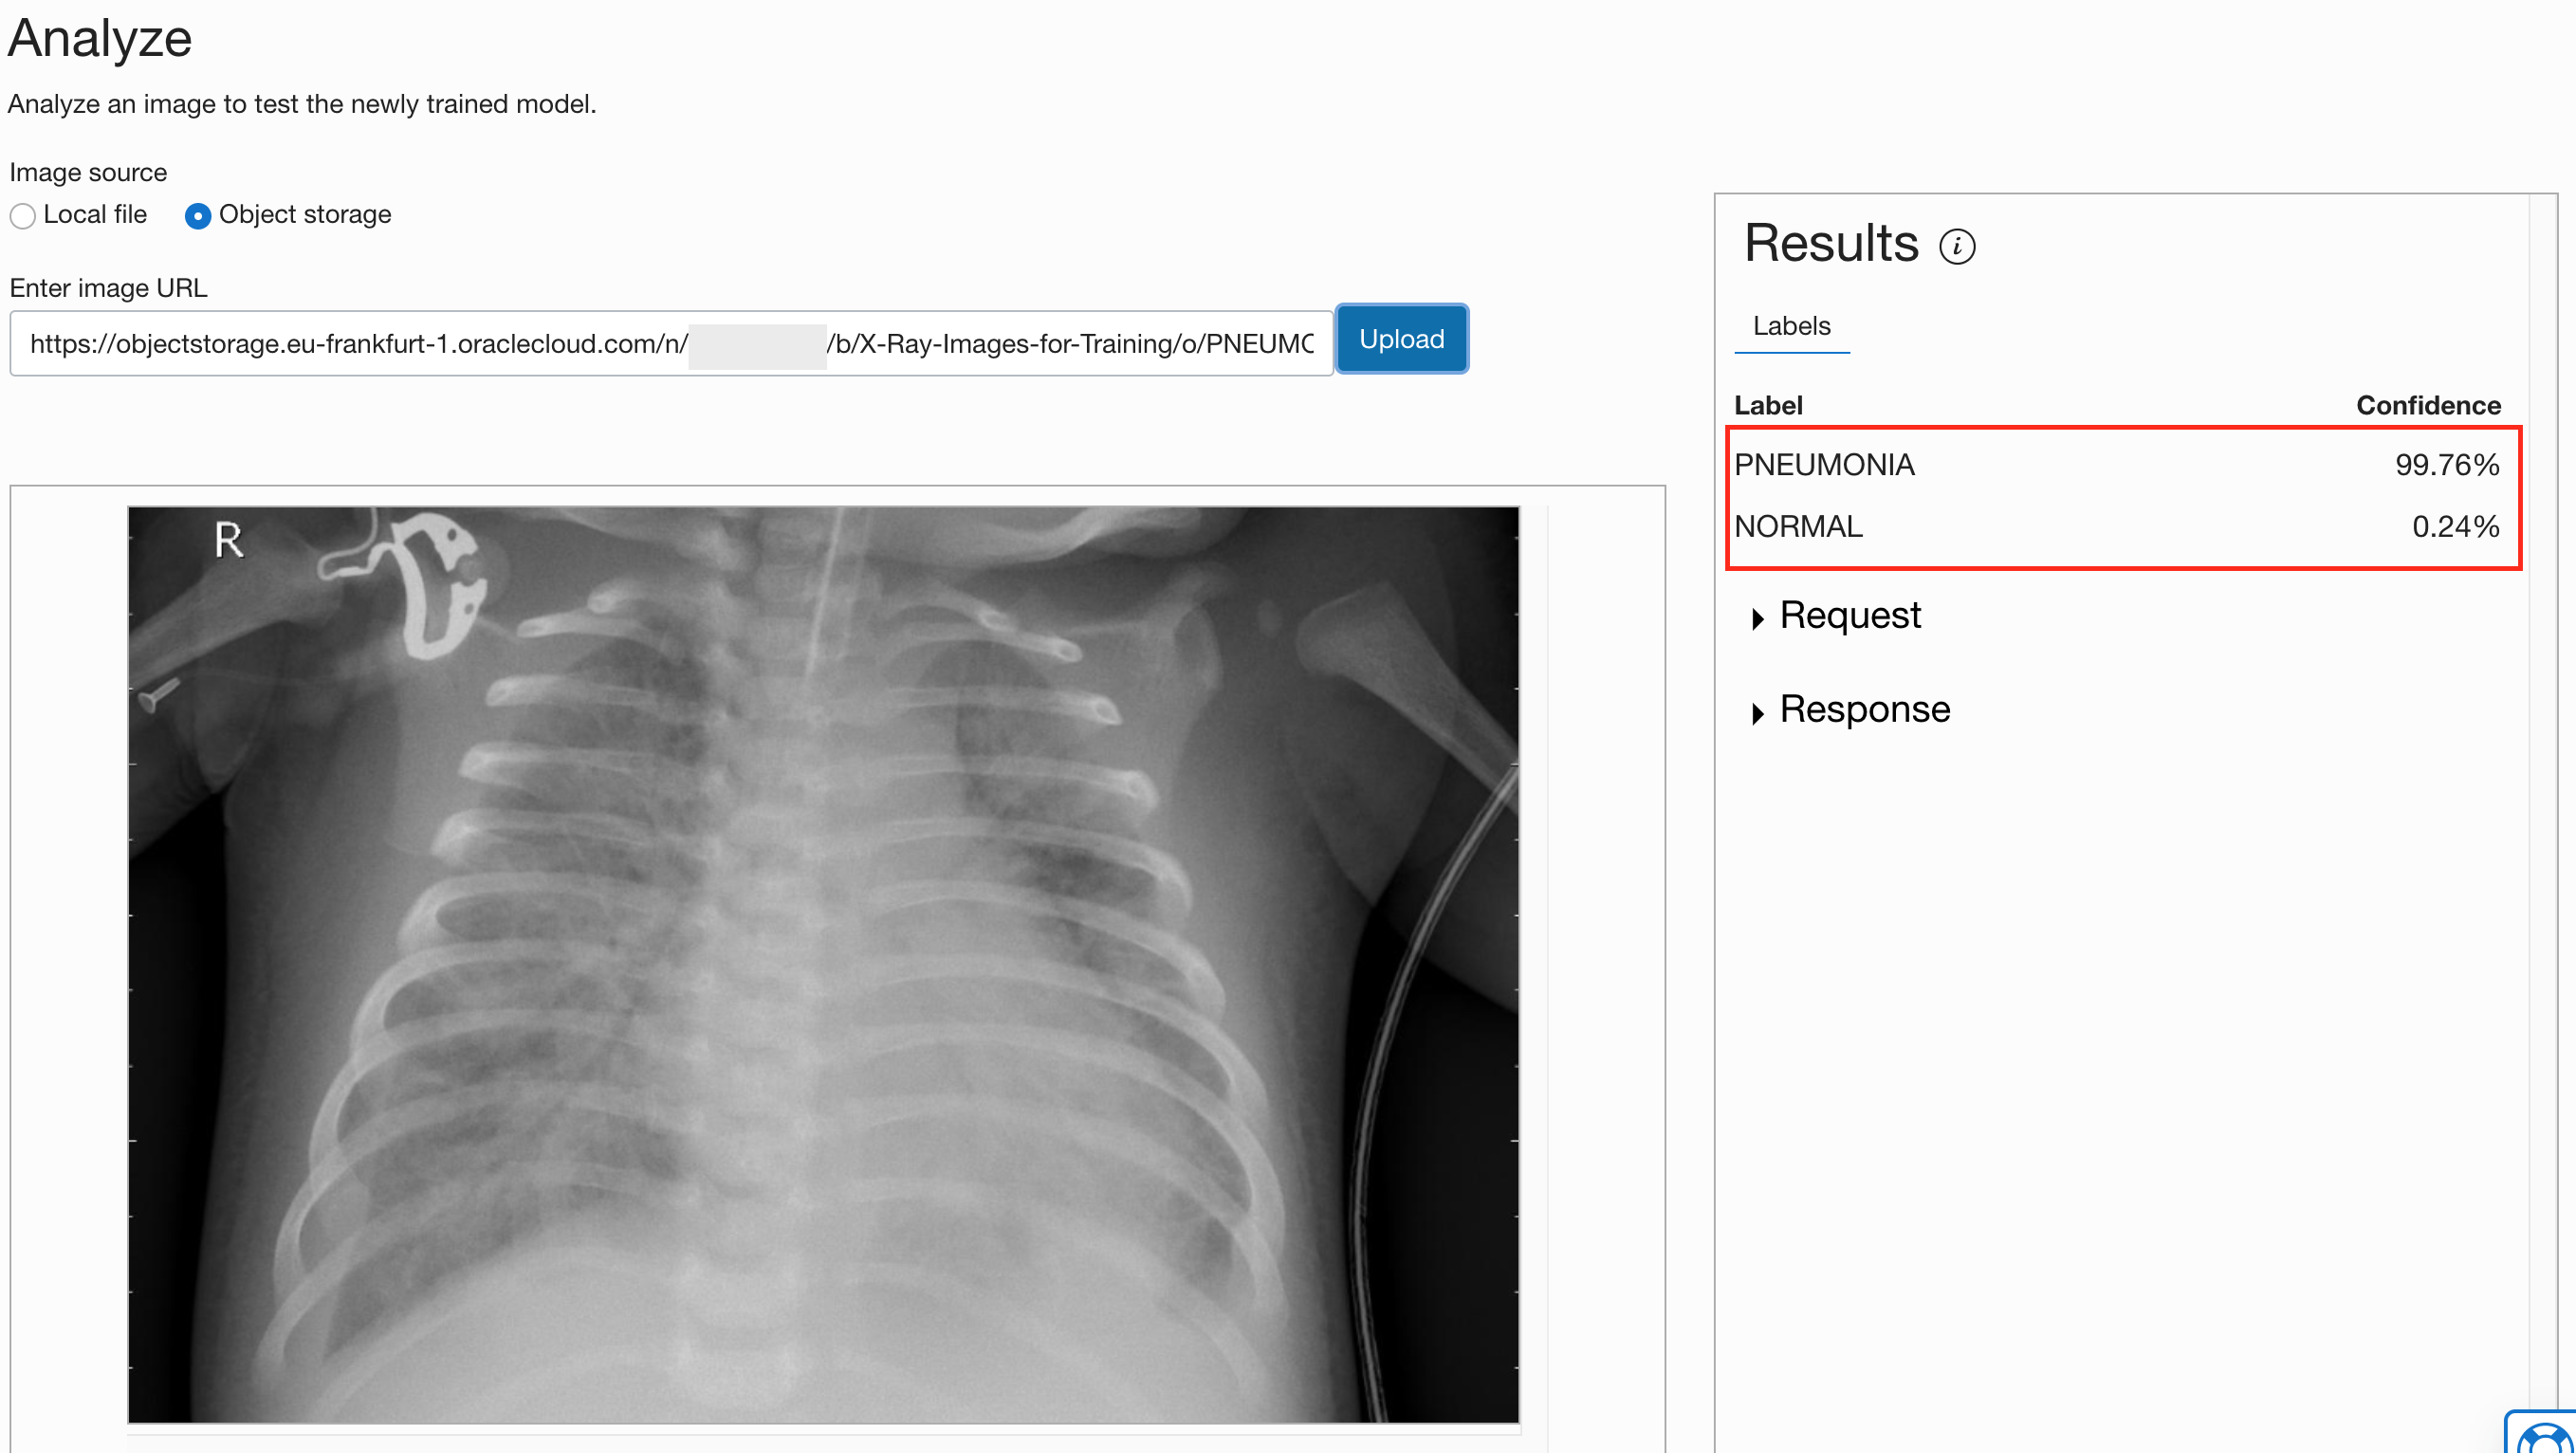 Analyze
Analyze an image to test the newly trained model.
Image source
Local file
Object storage
Enter image URL
https://objectstorage.eu-frankfurt-1.oraclecloud.com/n/ /b/X-Ray-Images-for-Training/o/PNEUMO
Upload
R
Results
i
Labels
Label Confidence
PNEUMONIA 99.76%
NORMAL 0.24%
Request
Response